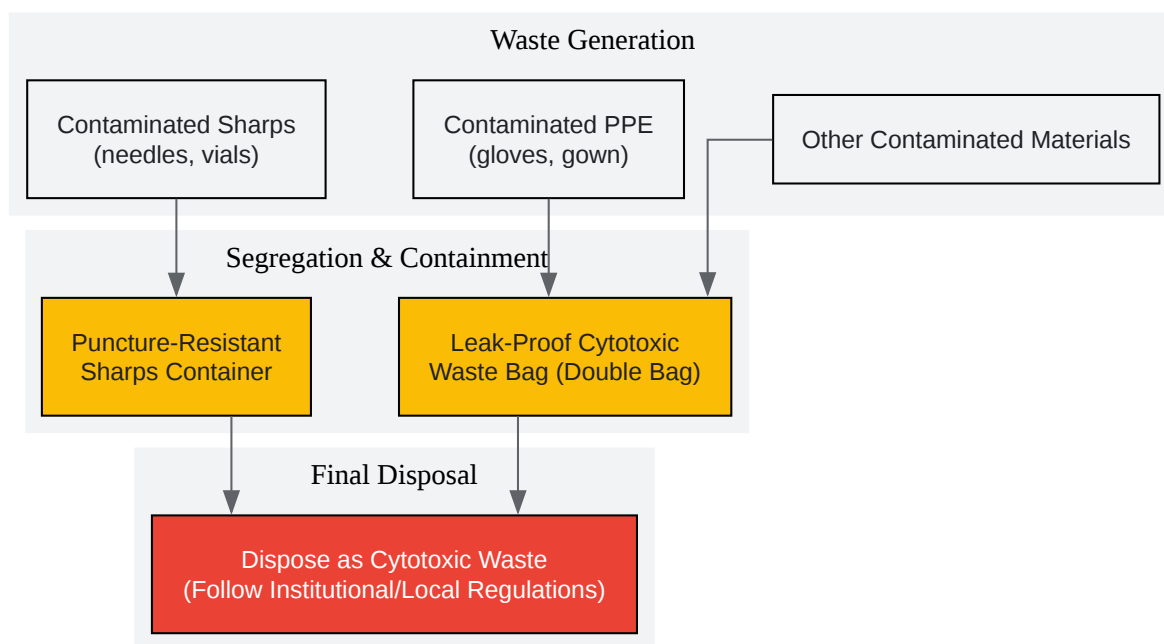 Waste Generation
Contaminated Sharps
(needles, vials)
Contaminated PPE
(gloves, gown)
Other Contaminated Materials
Segregation & Containment
Puncture-Resistant
Sharps Container
Leak-Proof Cytotoxic
Waste Bag (Double Bag)
Final Disposal
Dispose as Cytotoxic Waste
(Follow Institutional/Local Regulations)